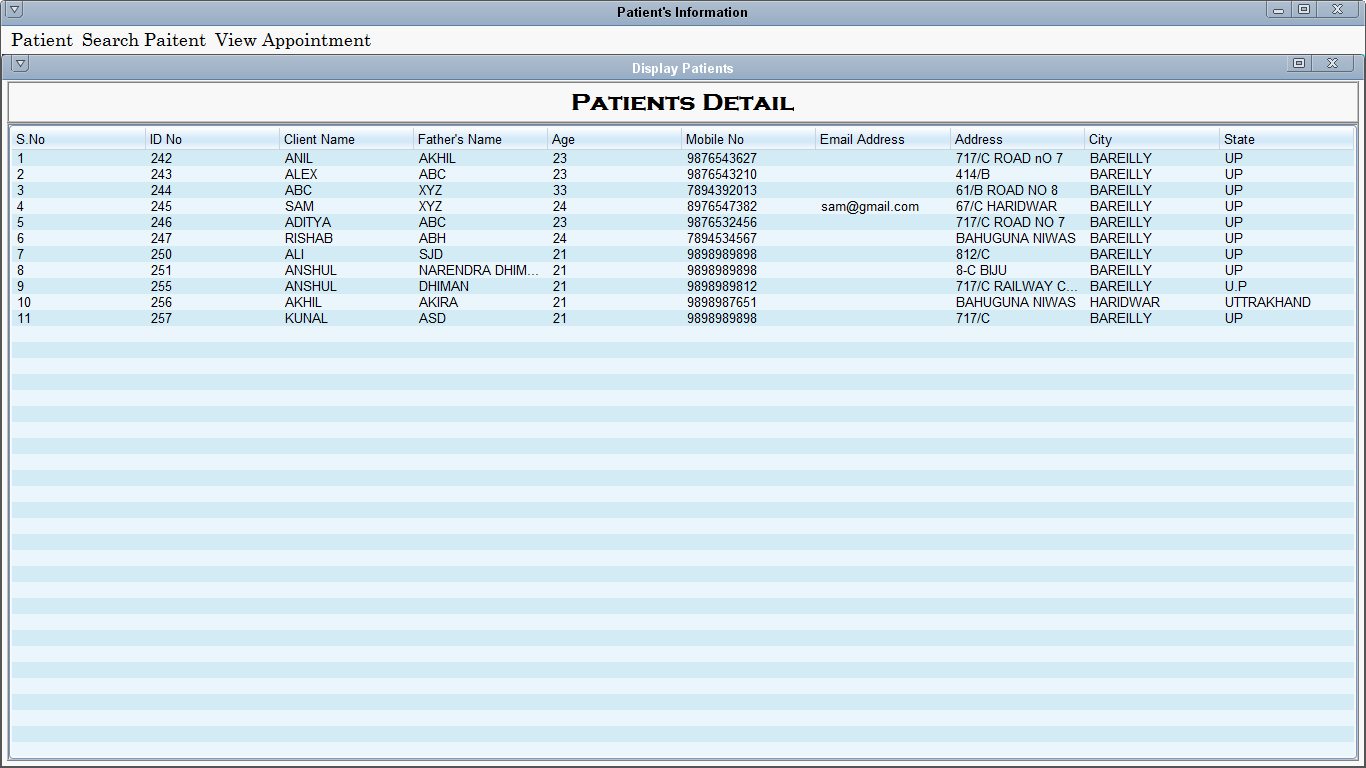 Patient's Information
Patient Search Paitent View Appointment
Display Patients
Patients Detail
S.No ID No Client Name Father's Name Age Mobile No Email Address Address City State
1 242 ANIL AKHIL 23 9876543627 717/C ROAD nO 7 BAREILLY UP
2 243 ALEX ABC 23 9876543210 414/B BAREILLY UP
3 244 ABC XYZ 33 7894392013 61/B ROAD NO 8 BAREILLY UP
4 245 SAM XYZ 24 8976547382 sam@gmail.com 67/C HARIDWAR BAREILLY UP
5 246 ADITYA ABC 23 9876532456 717/C ROAD NO 7 BAREILLY UP
6 247 RISHAB ABH 24 7894534567 BAHUGUNA NIWAS BAREILLY UP
7 250 ALI SJD 21 9898989898 812/C BAREILLY UP
8 251 ANSHUL NARENDRA DHIM... 21 9898989898 8-C BIJU BAREILLY UP
9 255 ANSHUL DHIMAN 21 9898989812 717/C RAILWAY C... BAREILLY U.P
10 256 AKHIL AKIRA 21 9898987651 BAHUGUNA NIWAS HARIDWAR UTTRAKHAND
11 257 KUNAL ASD 21 9898989898 717/C BAREILLY UP